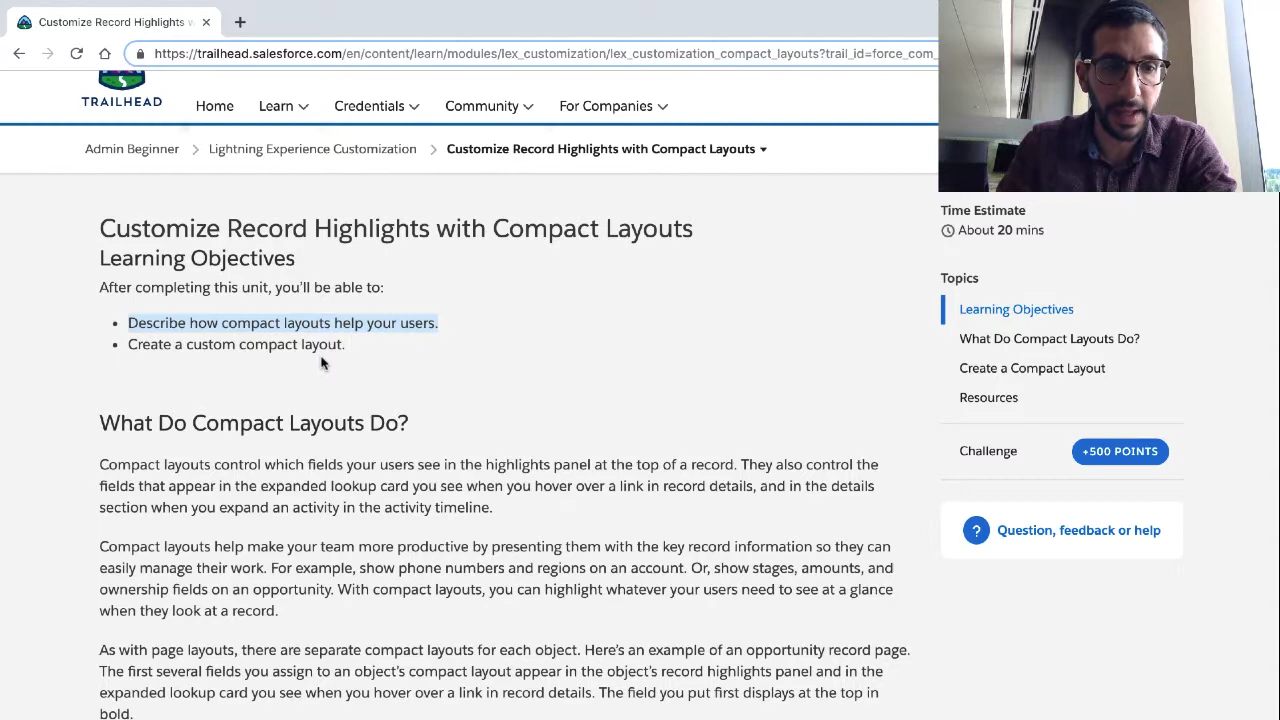 Customize Record Highlights w
https://trailhead.salesforce.com/en/content/learn/modules/lex_customization/lex_customization_compact_layouts?trail_id=force_com_
TRAILHEAD
Home Learn Credentials Community For Companies
Admin Beginner Lightning Experience Customization Customize Record Highlights with Compact Layouts
Customize Record Highlights with Compact Layouts
Learning Objectives
After completing this unit, you'll be able to:
• Describe how compact layouts help your users.
• Create a custom compact layout.
What Do Compact Layouts Do?
Compact layouts control which fields your users see in the highlights panel at the top of a record. They also control the
fields that appear in the expanded lookup card you see when you hover over a link in record details, and in the details
section when you expand an activity in the activity timeline.
Compact layouts help make your team more productive by presenting them with the key record information so they can
easily manage their work. For example, show phone numbers and regions on an account. Or, show stages, amounts, and
ownership fields on an opportunity. With compact layouts, you can highlight whatever your users need to see at a glance
when they look at a record.
As with page layouts, there are separate compact layouts for each object. Here's an example of an opportunity record page.
The first several fields you assign to an object's compact layout appear in the object's record highlights panel and in the
expanded lookup card you see when you hover over a link in record details. The field you put first displays at the top in
bold.
Time Estimate
About 20 mins
Topics
Learning Objectives
What Do Compact Layouts Do?
Create a Compact Layout
Resources
Challenge +500 POINTS
? Question, feedback or help